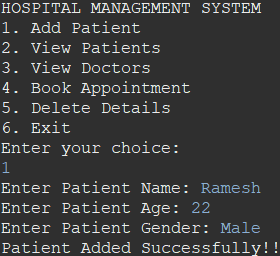 HOSPITAL MANAGEMENT SYSTEM
1. Add Patient
2. View Patients
3. View Doctors
4. Book Appointment
5. Delete Details
6. Exit
Enter your choice:
1
Enter Patient Name: Ramesh
Enter Patient Age: 22
Enter Patient Gender: Male
Patient Added Successfully!!